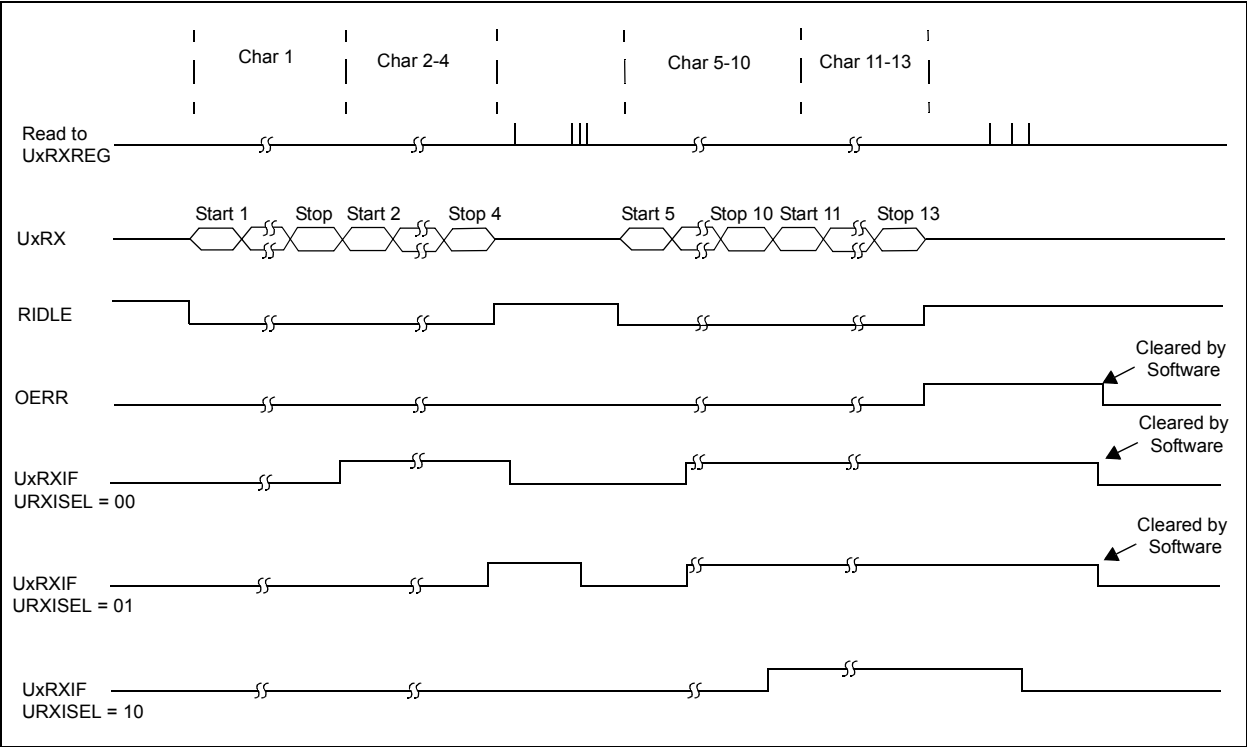 Char 1
Char 2-4
Char 5-10
Char 11-13
Read to
UxRXREG
Start 1
Stop
Start 2
Stop 4
Start 5
Stop 10
Start 11
Stop 13
UxRX
RIDLE
Cleared by
Software
OERR
Cleared by
Software
UxRXIF
URXISEL = 00
Cleared by
Software
UxRXIF
URXISEL = 01
UxRXIF
URXISEL = 10